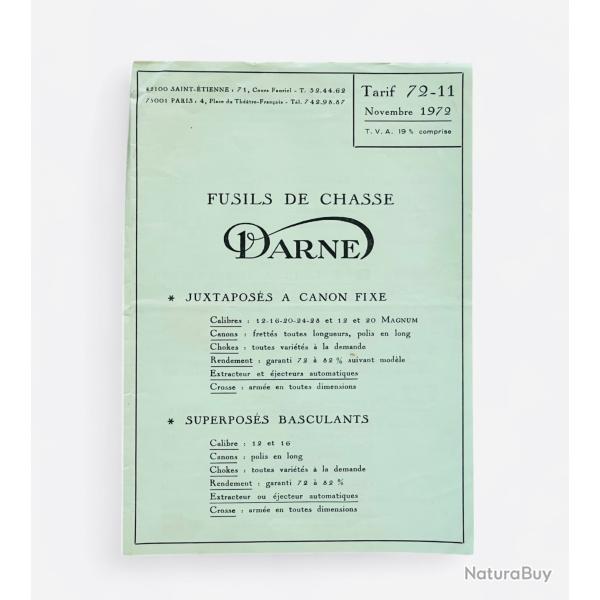 42100 SAINT-ÉTIENNE : 71, Cours Fauriel - T. 32.44.62
75001 PARIS : 4, Place du Théâtre-Français - Tél. 742.98.87
Tarif 72-11
Novembre 1972
T. V. A. 19 % comprise
FUSILS DE CHASSE
DARNE
* JUXTAPOSÉS A CANON FIXE
Calibres : 12-16-20-24-28 et 12 et 20 MAGNUM
Canons : frettés toutes longueurs, polis en long
Chokes : toutes variétés à la demande
Rendement : garanti 72 à 82 % suivant modèle
Extracteur et éjecteurs automatiques
Crosse : armée en toutes dimensions
* SUPERPOSÉS BASCULANTS
Calibre : 12 et 16
Canons : polis en long
Chokes : toutes variétés à la demande
Rendement : garanti 72 à 82 %
Extracteur ou éjecteur automatiques
Crosse : armée en toutes dimensions
NaturaBuy